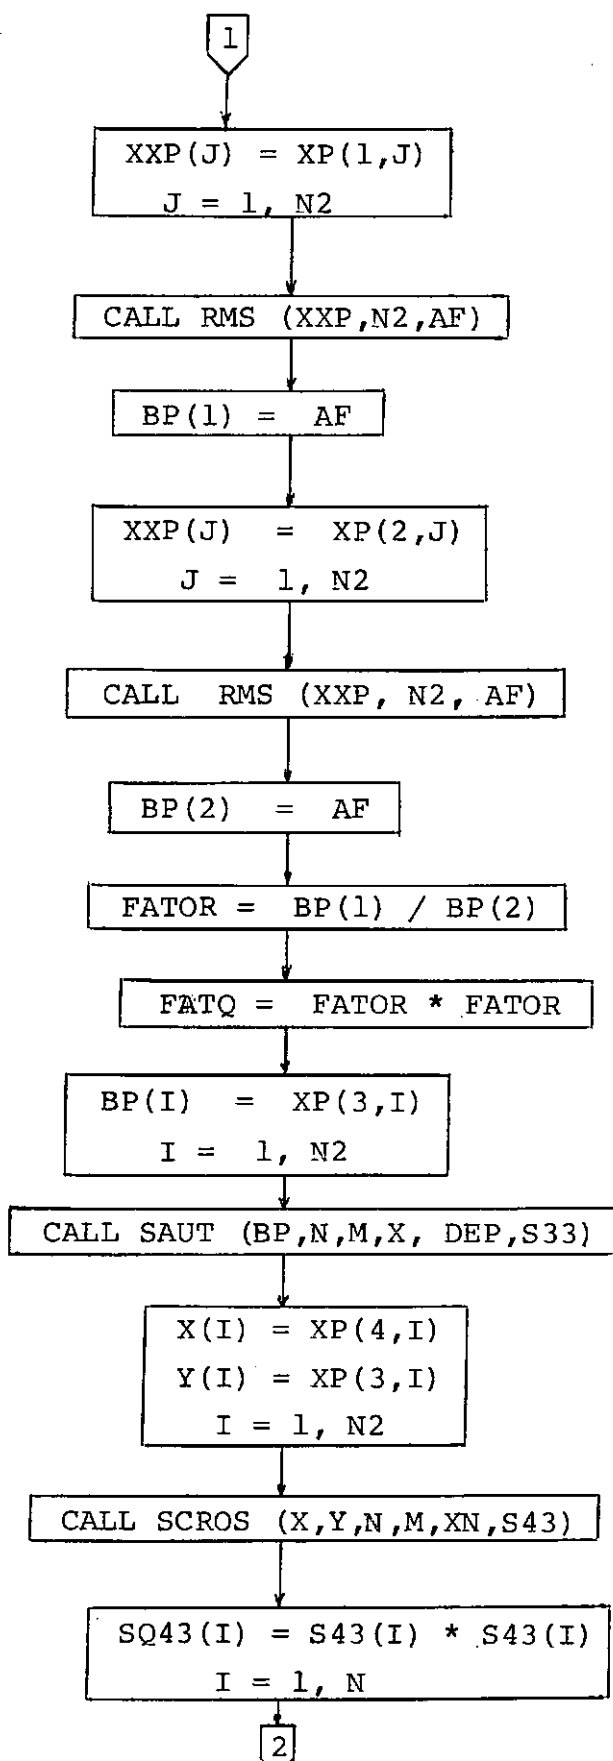 1
XXP(J) = XP(1,J)
J = 1, N2
CALL RMS (XXP,N2,AF)
BP(1) = AF
XXP(J) = XP(2,J)
J = 1, N2
CALL RMS (XXP, N2, AF)
BP(2) = AF
FATOR = BP(1) / BP(2)
FATQ = FATOR * FATOR
BP(I) = XP(3,I)
I = 1, N2
CALL SAUT (BP,N,M,X, DEP,S33)
X(I) = XP(4,I)
Y(I) = XP(3,I)
I = 1, N2
CALL SCROS (X,Y,N,M,XN,S43)
SQ43(I) = S43(I) * S43(I)
I = 1, N
2